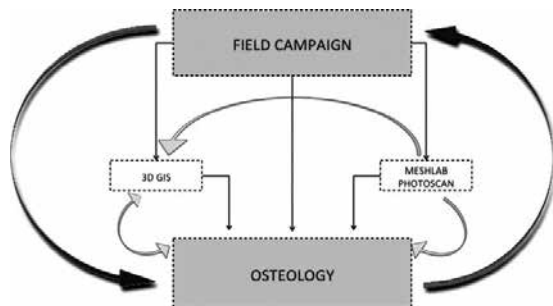 FIELD CAMPAIGN
3D GIS
MESHLAB
PHOTOSCAN
OSTEOLOGY